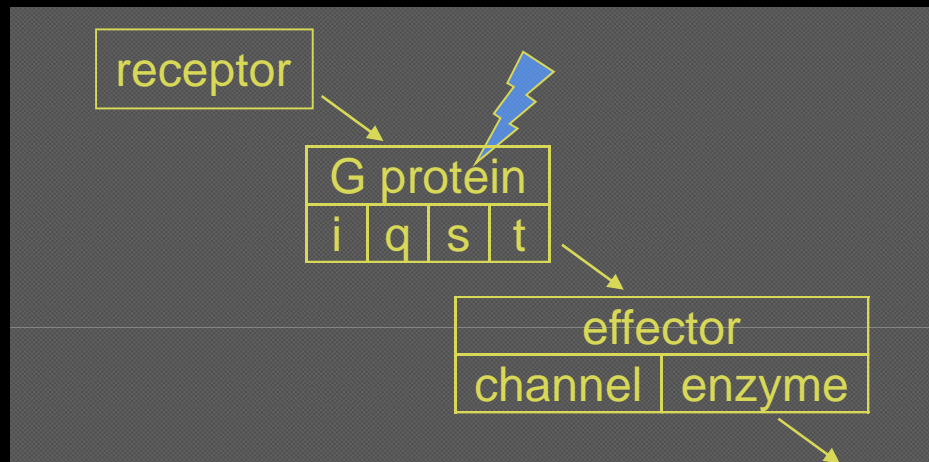 receptor
G protein
i q s t
effector
channel enzyme